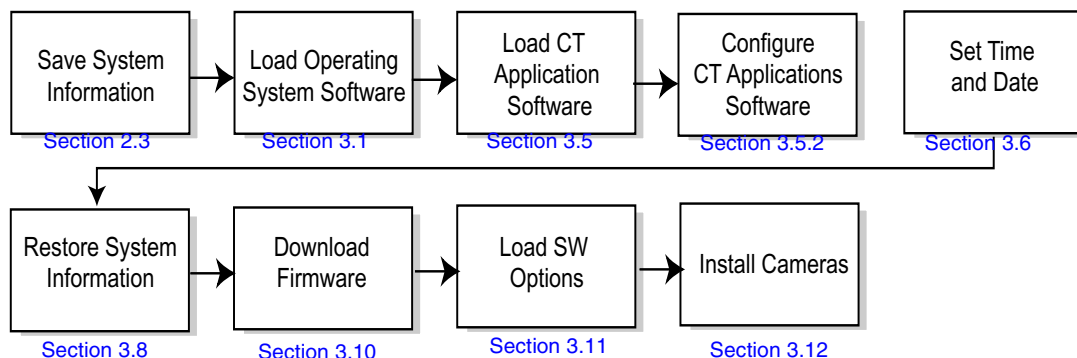 Save System
Information
Section 2.3
Load Operating
System Software
Section 3.1
Load CT
Application
Software
Section 3.5
Configure
CT Applications
Software
Section 3.5.2
Set Time
and Date
Section 3.6
Restore System
Information
Section 3.8
Download
Firmware
Section 3.10
Load SW
Options
Section 3.11
Install Cameras
Section 3.12